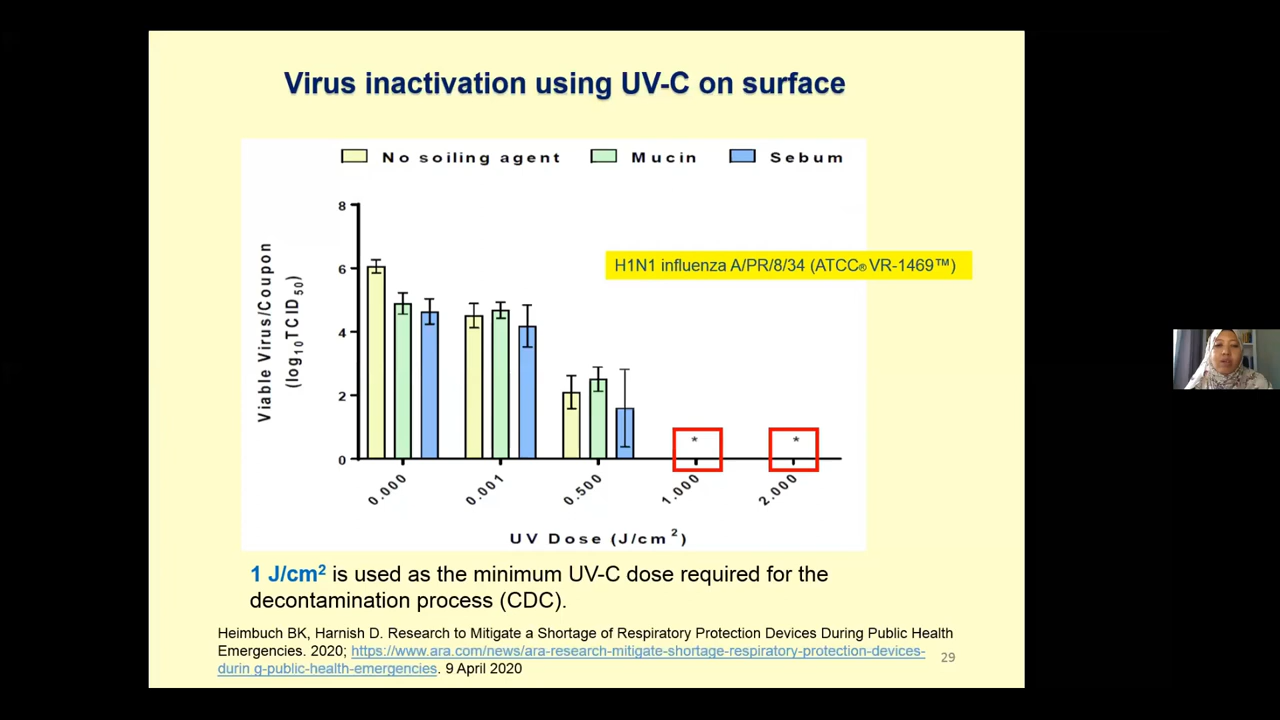 Virus inactivation using UV-C on surface
No soiling agent Mucin Sebum
8
6
4
2
0
Viable Virus/Coupon
(log10TCID50)
H1N1 influenza A/PR/8/34 (ATCC® VR-1469™)
* *
0.000 0.001 0.500 1.000 2.000
UV Dose (J/cm2)
1 J/cm2 is used as the minimum UV-C dose required for the
decontamination process (CDC).
Heimbuch BK, Harnish D. Research to Mitigate a Shortage of Respiratory Protection Devices During Public Health
Emergencies. 2020; https://www.ara.com/news/ara-research-mitigate-shortage-respiratory-protection-devices-
durin g-public-health-emergencies. 9 April 2020
29